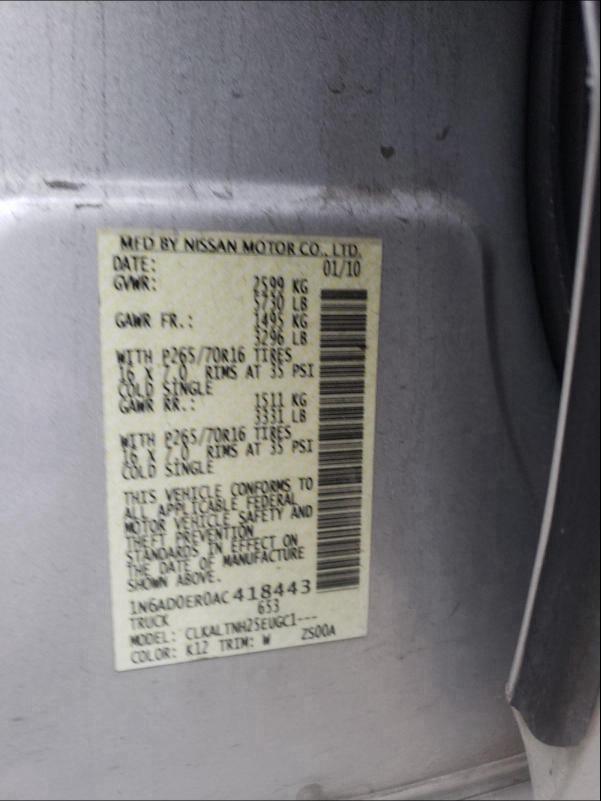 MFD BY NISSAN MOTOR CO., LTD.
DATE: 01/10
GVWR: 2599 KG
5730 LB
GAWR FR.: 1495 KG
3296 LB
WITH P265/70R16 TIRES
16 X 7.0 RIMS AT 35 PSI
COLD SINGLE
GAWR RR.: 1511 KG
3331 LB
WITH P265/70R16 TIRES
16 X 7.0 RIMS AT 35 PSI
COLD SINGLE
THIS VEHICLE CONFORMS TO
ALL APPLICABLE FEDERAL
MOTOR VEHICLE SAFETY AND
THEFT PREVENTION
STANDARDS IN EFFECT ON
THE DATE OF MANUFACTURE
SHOWN ABOVE.
1N6AD0ER0AC418443
TRUCK 653
MODEL: CLKALTNH25EUGC1---
COLOR: K12 TRIM: W ZS00A